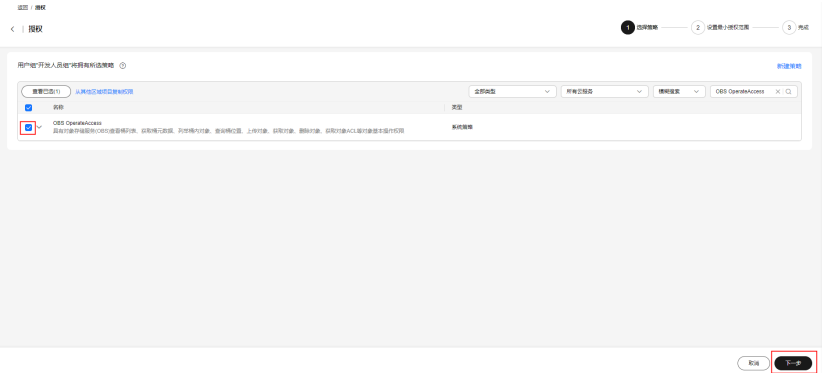 返回 / 授权
授权
1 选择策略
2 设置最小授权范围
3 完成
用户组"开发人员组"将拥有所选策略
新建策略
查看已选(1)
从其他区域项目复制权限
全部类型
所有云服务
模糊搜索
OBS OperateAccess
名称
类型
OBS OperateAccess
系统策略
具有对象存储服务(OBS)查看桶列表、获取桶元数据、列举桶内对象、查询桶位置、上传对象、获取对象、删除对象、获取对象ACL等对象基本操作权限
取消
下一步